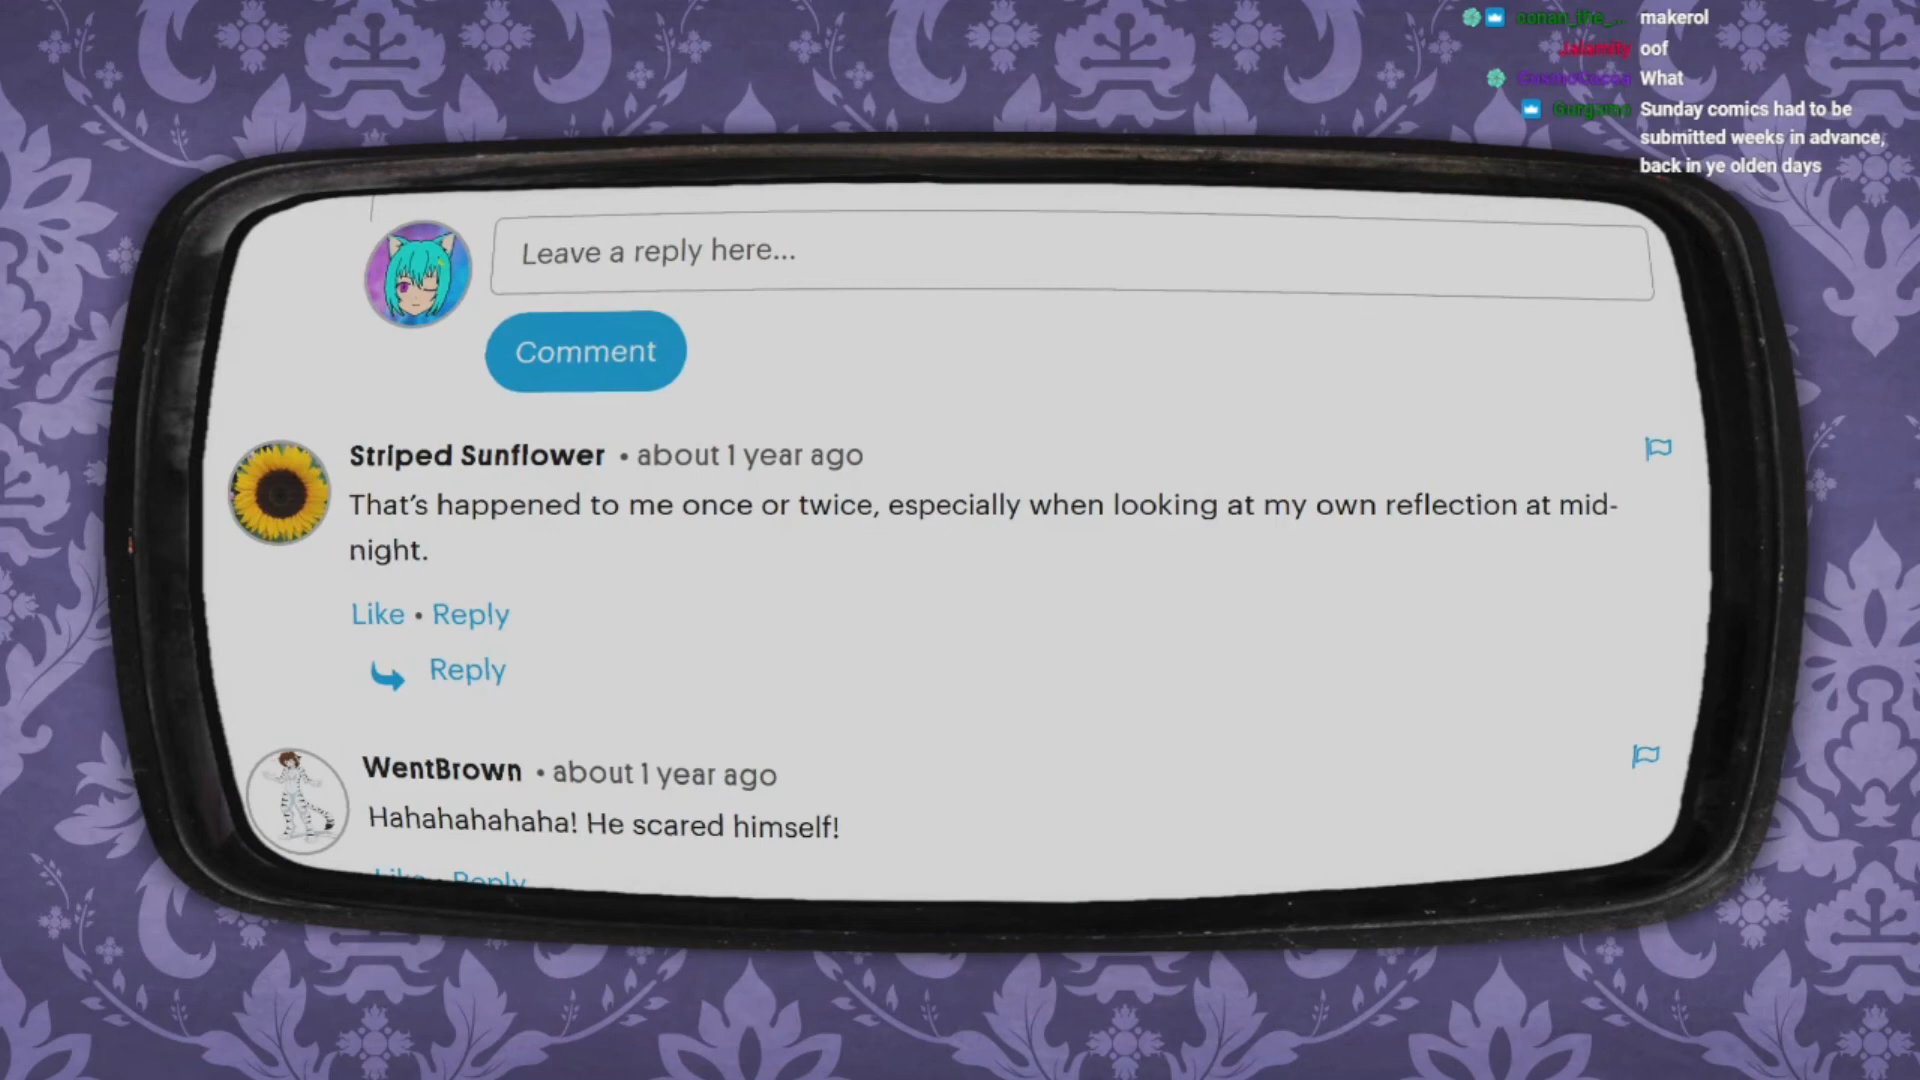 makerol
oof
What
Sunday comics had to be
submitted weeks in advance,
back in ye olden days
Leave a reply here...
Comment
Striped Sunflower • about 1 year ago
That's happened to me once or twice, especially when looking at my own reflection at mid-
night.
Like • Reply
Reply
WentBrown • about 1 year ago
Hahahahahaha! He scared himself!
Like Reply